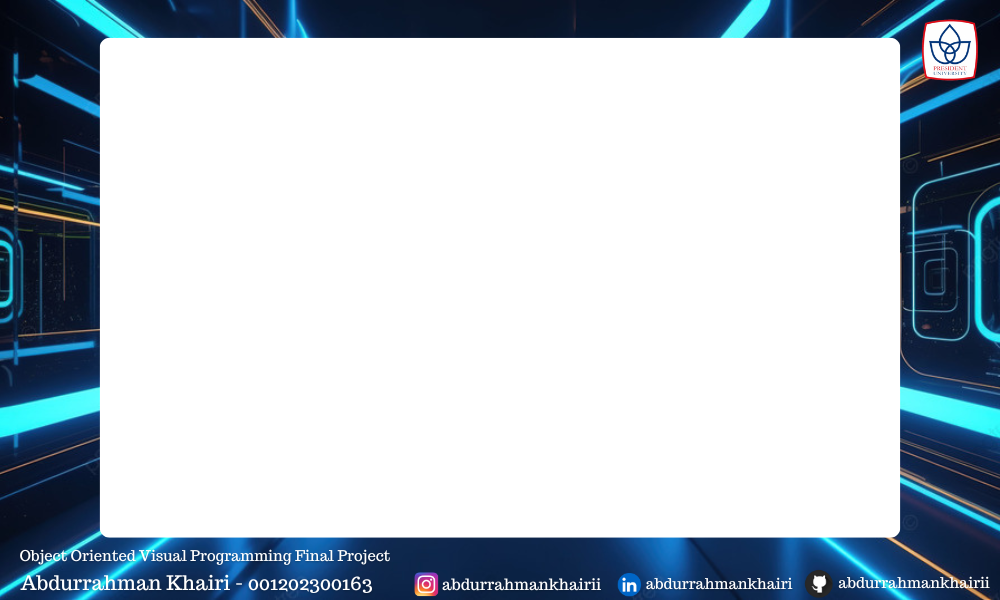 PRESIDENT
UNIVERSITY
Object Oriented Visual Programming Final Project
Abdurrahman Khairi - 001202300163
abdurrahmankhairii
abdurrahmankhairi
abdurrahmankhairii